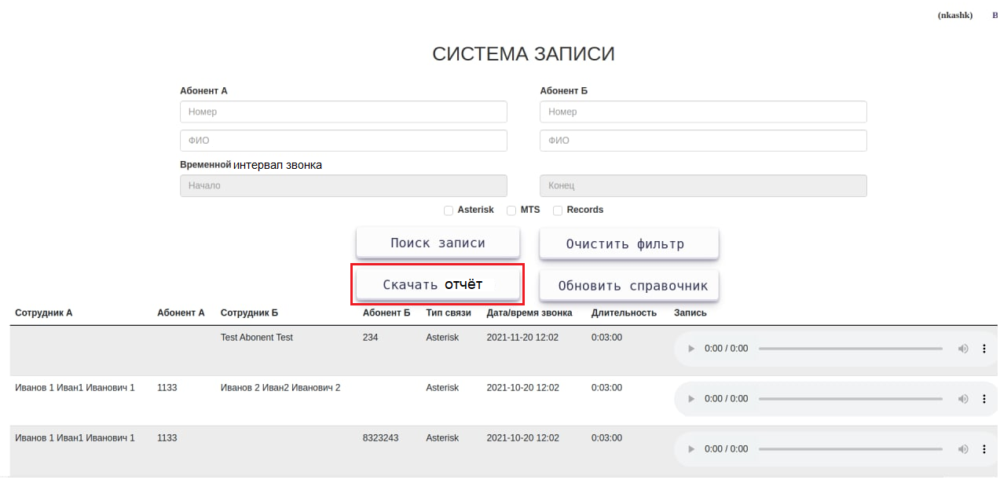 (nkashk) В
СИСТЕМА ЗАПИСИ
Абонент А Абонент Б
Номер Номер
ФИО ФИО
Временной интервал звонка
Начало Конец
Asterisk MTS Records
Поиск записи Очистить фильтр
Скачать отчёт Обновить справочник
Сотрудник А Абонент А Сотрудник Б Абонент Б Тип связи Дата/время звонка Длительность Запись
Test Abonent Test 234 Asterisk 2021-11-20 12:02 0:03:00 0:00 / 0:00
Иванов 1 Иван1 Иванович 1 1133 Иванов 2 Иван2 Иванович 2 Asterisk 2021-10-20 12:02 0:03:00 0:00 / 0:00
Иванов 1 Иван1 Иванович 1 1133 8323243 Asterisk 2021-10-20 12:02 0:03:00 0:00 / 0:00